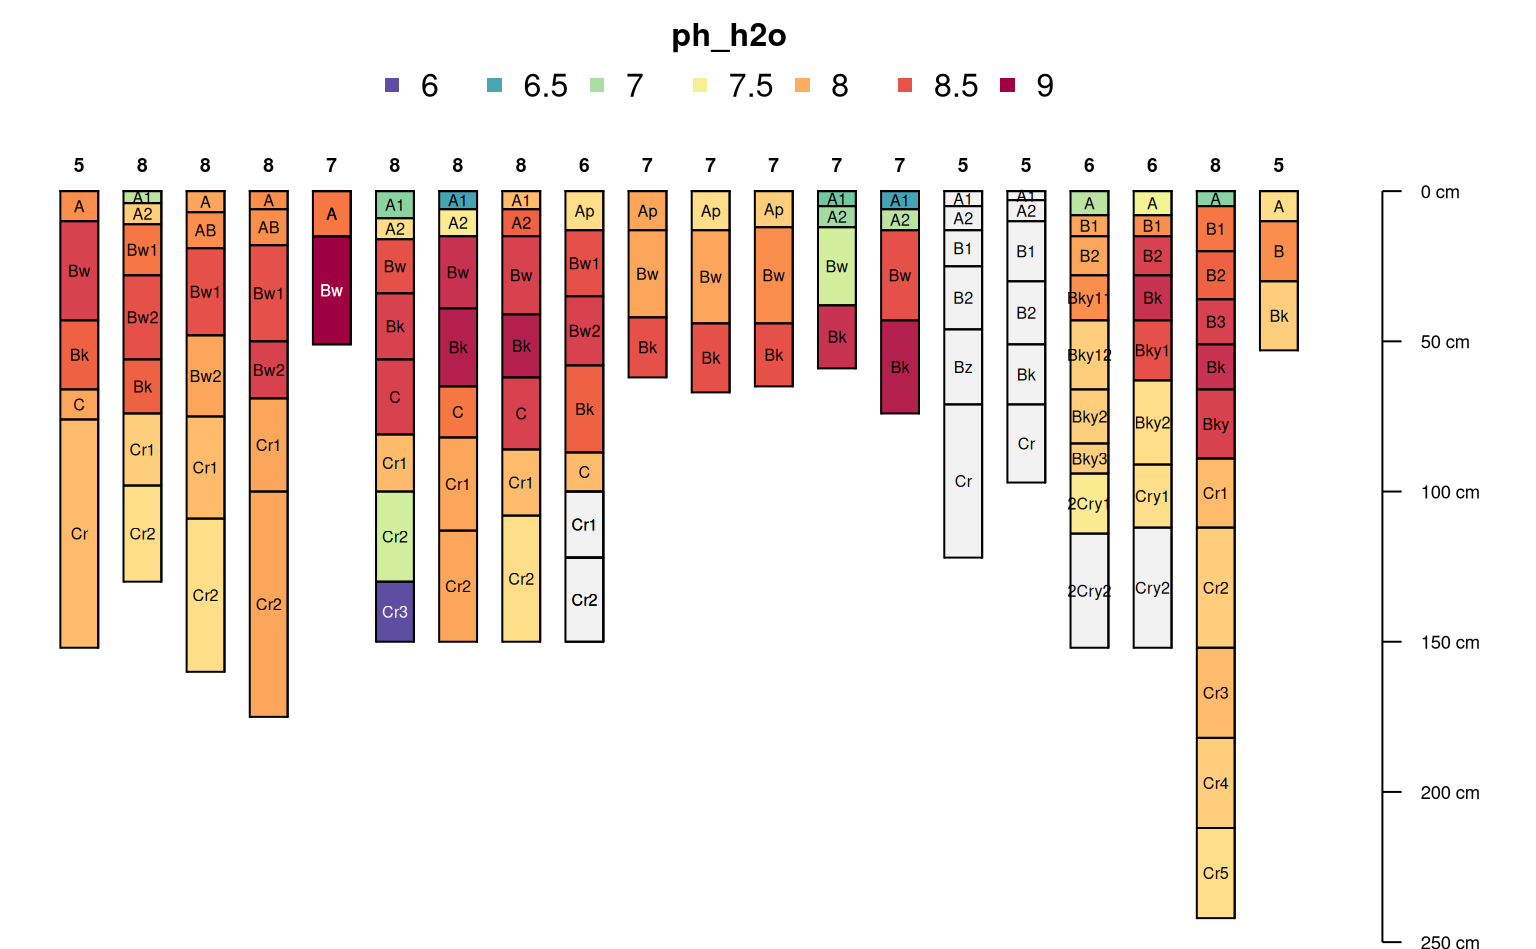 ph_h2o
6 6.5 7 7.5 8 8.5 9
5 8 8 8 7 8 8 8 6 7 7 7 7 7 5 5 6 6 8 5
A Bw Bk C Cr
A1 A2 Bw1 Bw2 Bk Cr1 Cr2
A AB Bw1 Bw2 Cr1 Cr2
A AB Bw1 Bw2 Cr1 Cr2
A Bw
A1 A2 Bw Bk C Cr1 Cr2 Cr3
A1 A2 Bw Bk C Cr1 Cr2
A1 A2 Bw Bk C Cr1 Cr2
Ap Bw1 Bw2 Bk C Cr1 Cr2
Ap Bw Bk
Ap Bw Bk
Ap Bw Bk
A1 A2 Bw Bk
A1 A2 Bw Bk
A1 A2 B1 B2 Bz Cr
A1 A2 B1 B2 Bk Cr
A B1 B2 Bky11 Bky12 Bky2 Bky3 2Cry1 2Cry2
A B1 B2 Bk Bky1 Bky2 Cry1 Cry2
A B1 B2 B3 Bk Bky Cr1 Cr2 Cr3 Cr4 Cr5
A B Bk
0 cm
50 cm
100 cm
150 cm
200 cm
250 cm